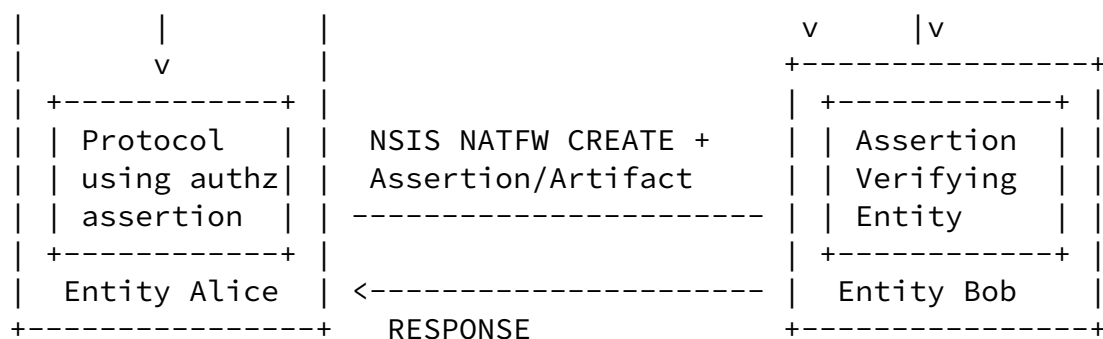 |       |       |                          v     |v
|       v       |                         +-----------------+
| +------------+ |                        | +------------+ |
| | Protocol   | |  NSIS NATFW CREATE +   | | Assertion  | |
| | using authz| |  Assertion/Artifact    | | Verifying  | |
| | assertion  | | ----------------------- | | Entity     | |
| +------------+ |                        | +------------+ |
|  Entity Alice  | <---------------------- |  Entity Bob    |
+----------------+   RESPONSE             +-----------------+